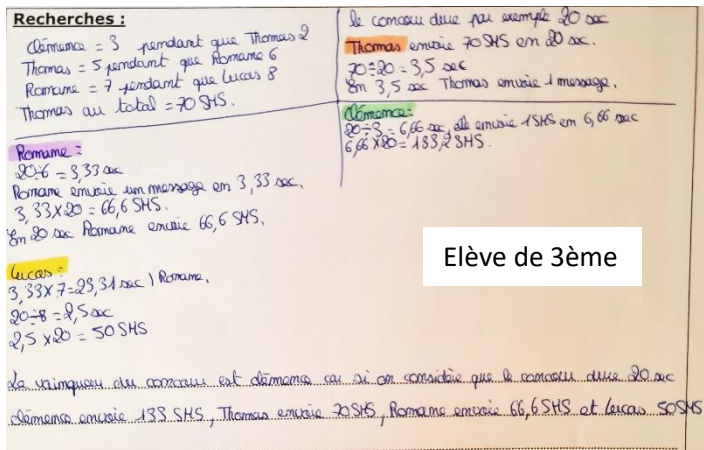 Recherches :
Clémence = 3 pendant que Thomas 2
Thomas = 5 pendant que Romane 6
Romane = 7 pendant que Lucas 8
Thomas au total = 70 SMS.
le concou dure par exemple 20 sec
Thomas envoie 70 SMS en 20 sec.
70÷20 = 3,5 sec
En 3,5 sec Thomas envoie 1 message.
Clémence:
20÷3 = 6,66 sec, elle envoie 1 SMS en 6,66 sec
6,66 x 20 = 133,2 SMS.
Romane :
20÷6 = 3,33 sec
Romane envoie un message en 3,33 sec.
3,33 X 20 = 66,6 SMS.
En 20 sec Romane envoie 66,6 SMS.
Lucas :
3,33 X 7 = 23,31 sec ) Romane.
20÷8 = 2,5 sec
2,5 x 20 = 50 SMS
Elève de 3ème
Le vainqueu du concours est clémence car si on considère que le concou dure 20 sec
clémence envoie 133 SMS, Thomas envoie 70 SMS, Romane envoie 66,6 SMS et Lucas 50 SMS